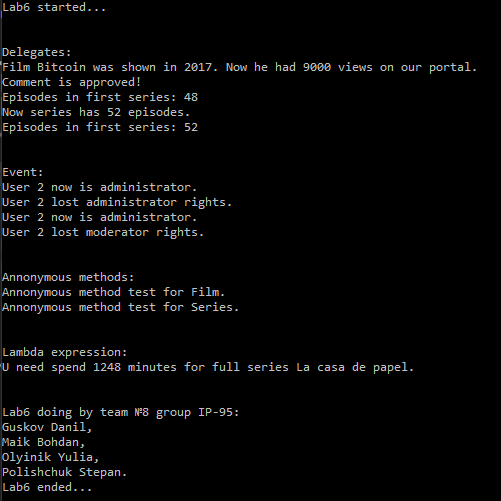 Lab6 started...
Delegates:
Film Bitcoin was shown in 2017. Now he had 9000 views on our portal.
Comment is approved!
Episodes in first series: 48
Now series has 52 episodes.
Episodes in first series: 52
Event:
User 2 now is administrator.
User 2 lost administrator rights.
User 2 now is administrator.
User 2 lost moderator rights.
Annonymous methods:
Annonymous method test for Film.
Annonymous method test for Series.
Lambda expression:
U need spend 1248 minutes for full series La casa de papel.
Lab6 doing by team №8 group IP-95:
Guskov Danil,
Maik Bohdan,
Olyinik Yulia,
Polishchuk Stepan.
Lab6 ended...